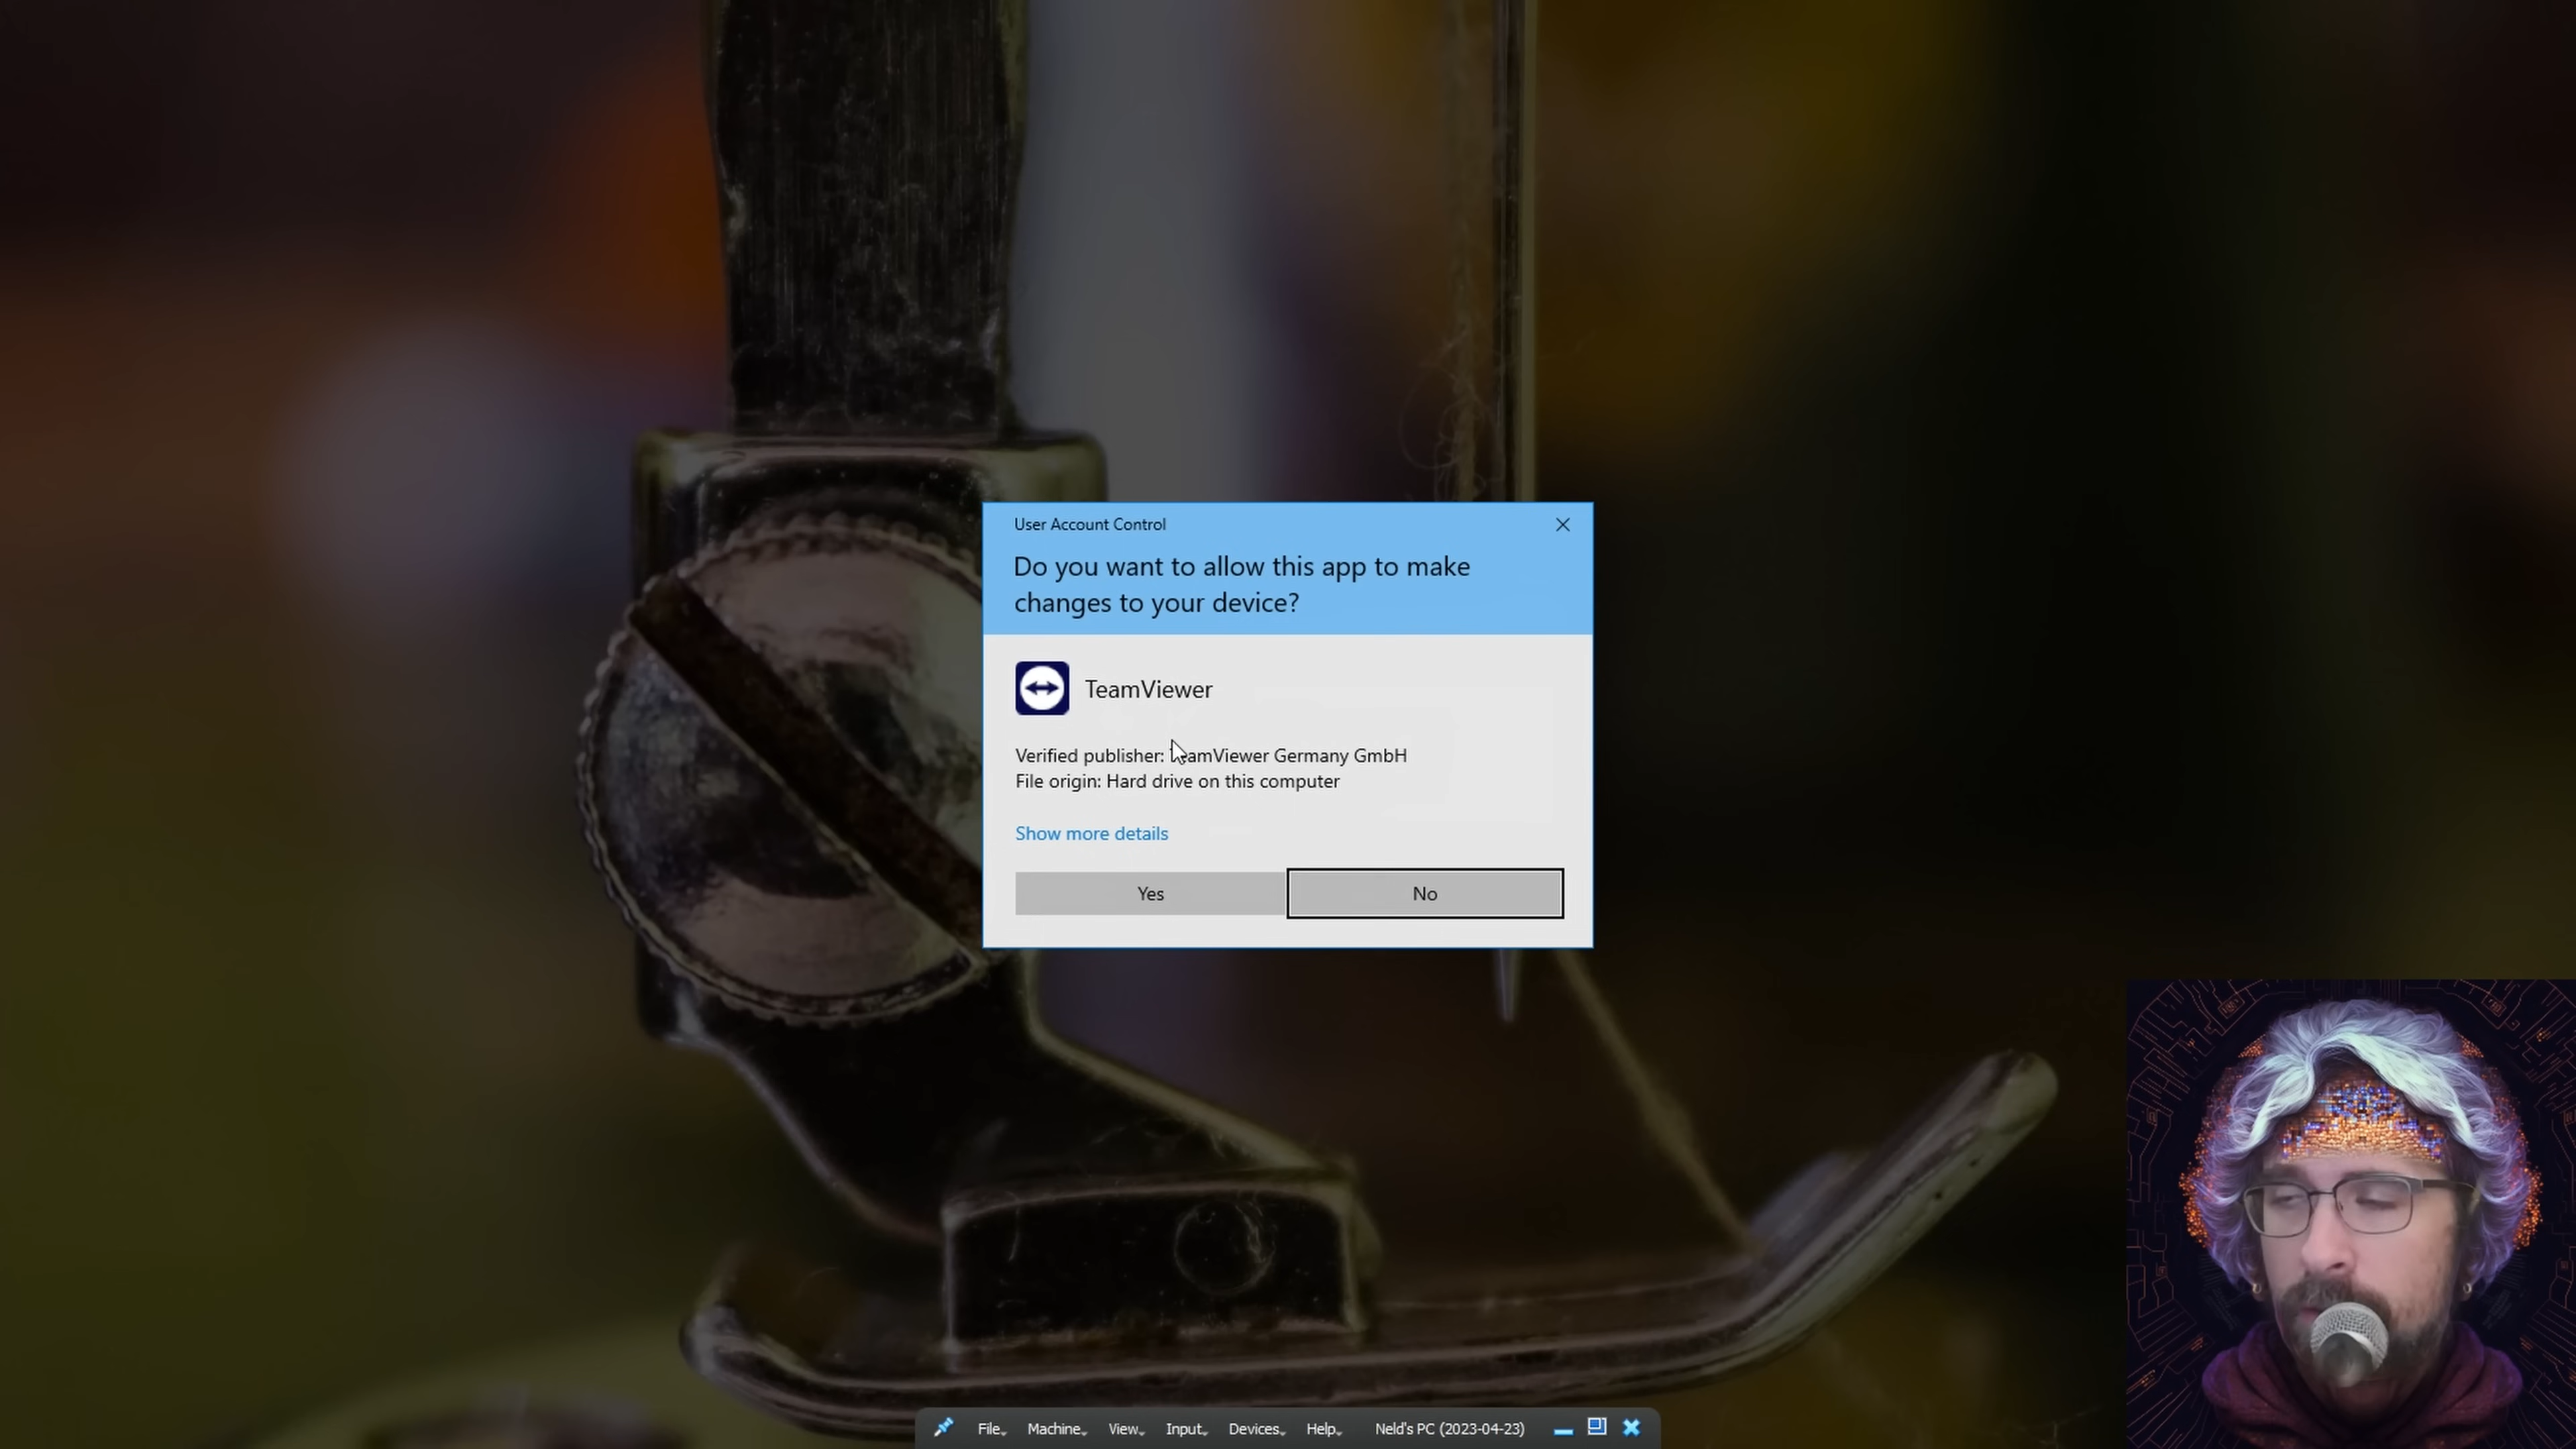 User Account Control
Do you want to allow this app to make
changes to your device?
TeamViewer
Verified publisher: TeamViewer Germany GmbH
File origin: Hard drive on this computer
Show more details
Yes
No
File
Machine
View
Input
Devices
Help
Neld's PC (2023-04-23)